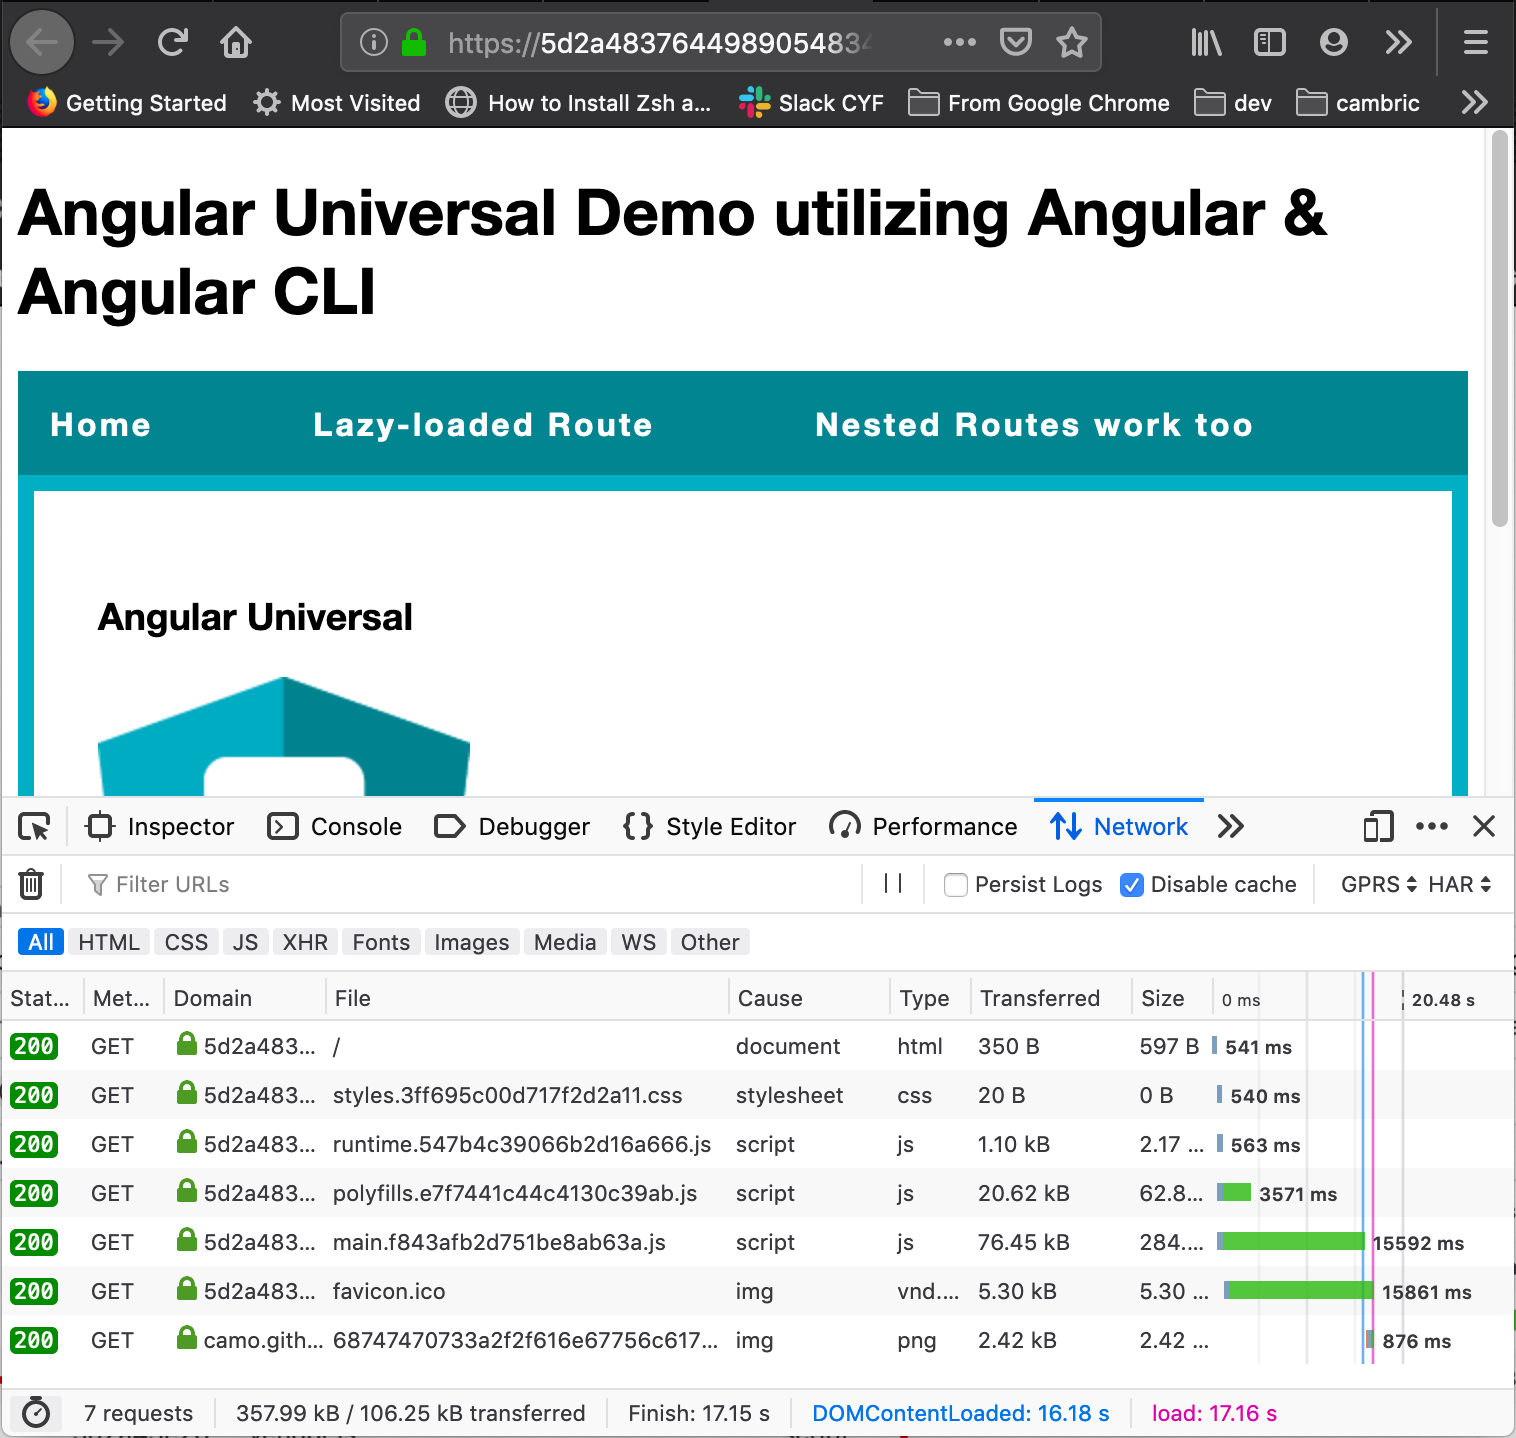 https://5d2a4837644989054834
Getting Started Most Visited How to Install Zsh a... Slack CYF From Google Chrome dev cambric
Angular Universal Demo utilizing Angular &
Angular CLI
Home Lazy-loaded Route Nested Routes work too
Angular Universal
Inspector Console Debugger Style Editor Performance Network
Filter URLs Persist Logs Disable cache GPRS HAR
All HTML CSS JS XHR Fonts Images Media WS Other
Stat... Met... Domain File Cause Type Transferred Size 0 ms 20.48 s
200 GET 5d2a483... / document html 350 B 597 B 541 ms
200 GET 5d2a483... styles.3ff695c00d717f2d2a11.css stylesheet css 20 B 0 B 540 ms
200 GET 5d2a483... runtime.547b4c39066b2d16a666.js script js 1.10 kB 2.17 ... 563 ms
200 GET 5d2a483... polyfills.e7f7441c44c4130c39ab.js script js 20.62 kB 62.8... 3571 ms
200 GET 5d2a483... main.f843afb2d751be8ab63a.js script js 76.45 kB 284.... 15592 ms
200 GET 5d2a483... favicon.ico img vnd.... 5.30 kB 5.30 ... 15861 ms
200 GET camo.gith... 68747470733a2f2f616e67756c617... img png 2.42 kB 2.42 ... 876 ms
7 requests 357.99 kB / 106.25 kB transferred Finish: 17.15 s DOMContentLoaded: 16.18 s load: 17.16 s